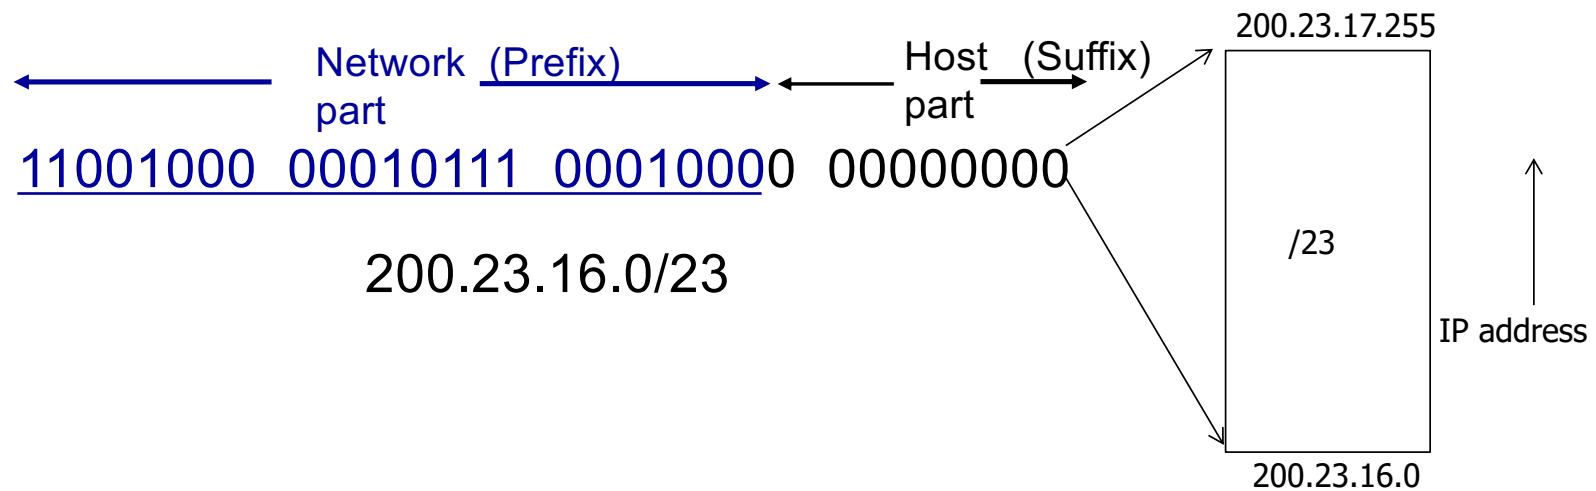 200.23.17.255
Network (Prefix)
part
Host (Suffix)
part
11001000 00010111 00010000 00000000
/23
200.23.16.0/23
IP address
200.23.16.0